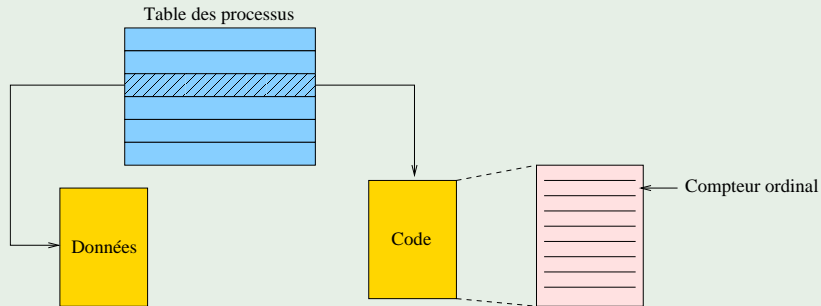 Table des processus
Compteur ordinal
Données
Code